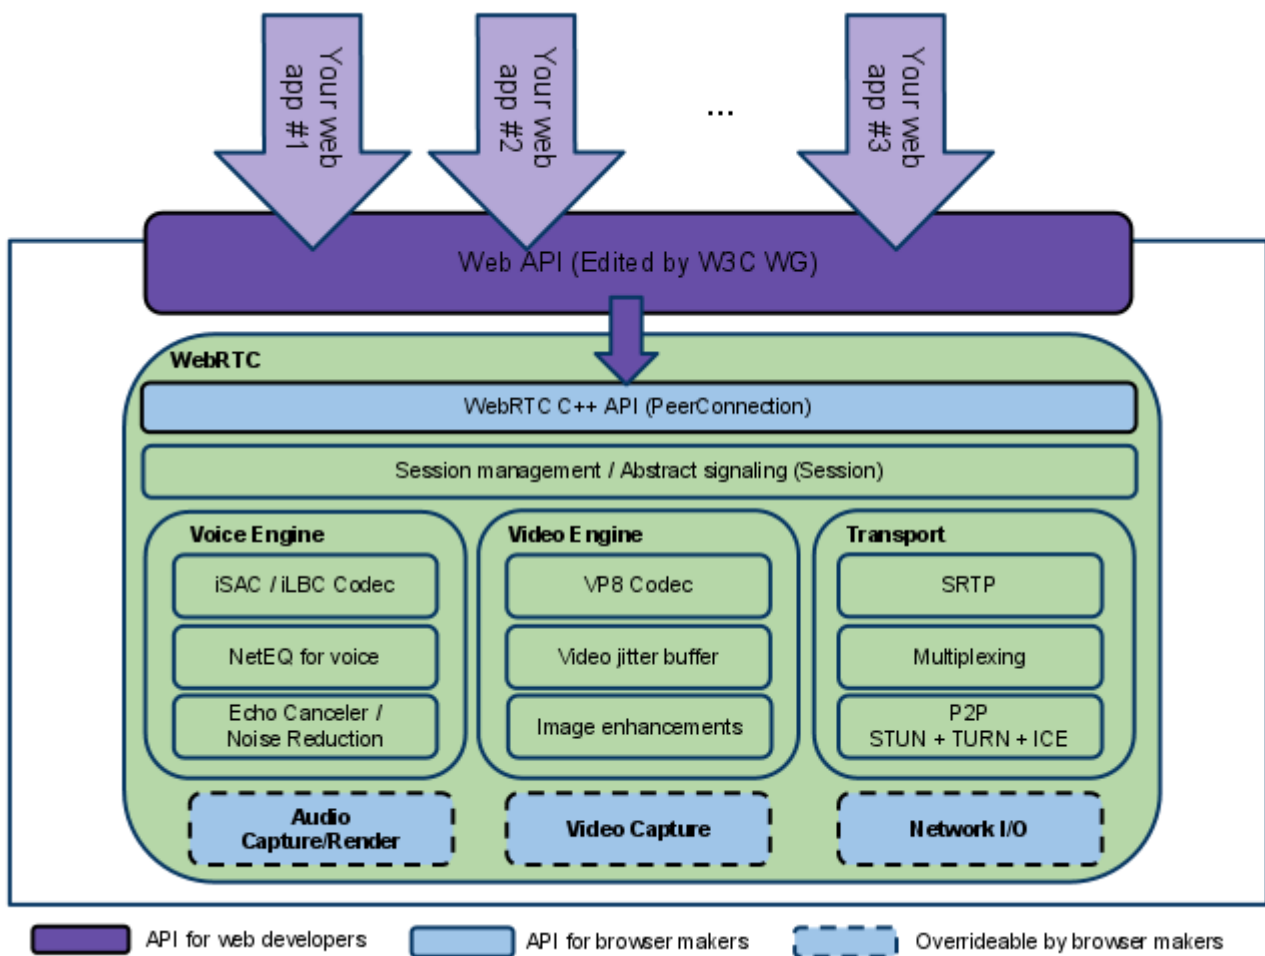 Your web
app #1
Your web
app #2
...
Your web
app #3
Web API (Edited by W3C WG)
WebRTC
WebRTC C++ API (PeerConnection)
Session management / Abstract signaling (Session)
Voice Engine
iSAC / iLBC Codec
NetEQ for voice
Echo Canceler /
Noise Reduction
Video Engine
VP8 Codec
Video jitter buffer
Image enhancements
Transport
SRTP
Multiplexing
P2P
STUN + TURN + ICE
Audio
Capture/Render
Video Capture
Network I/O
API for web developers
API for browser makers
Overrideable by browser makers